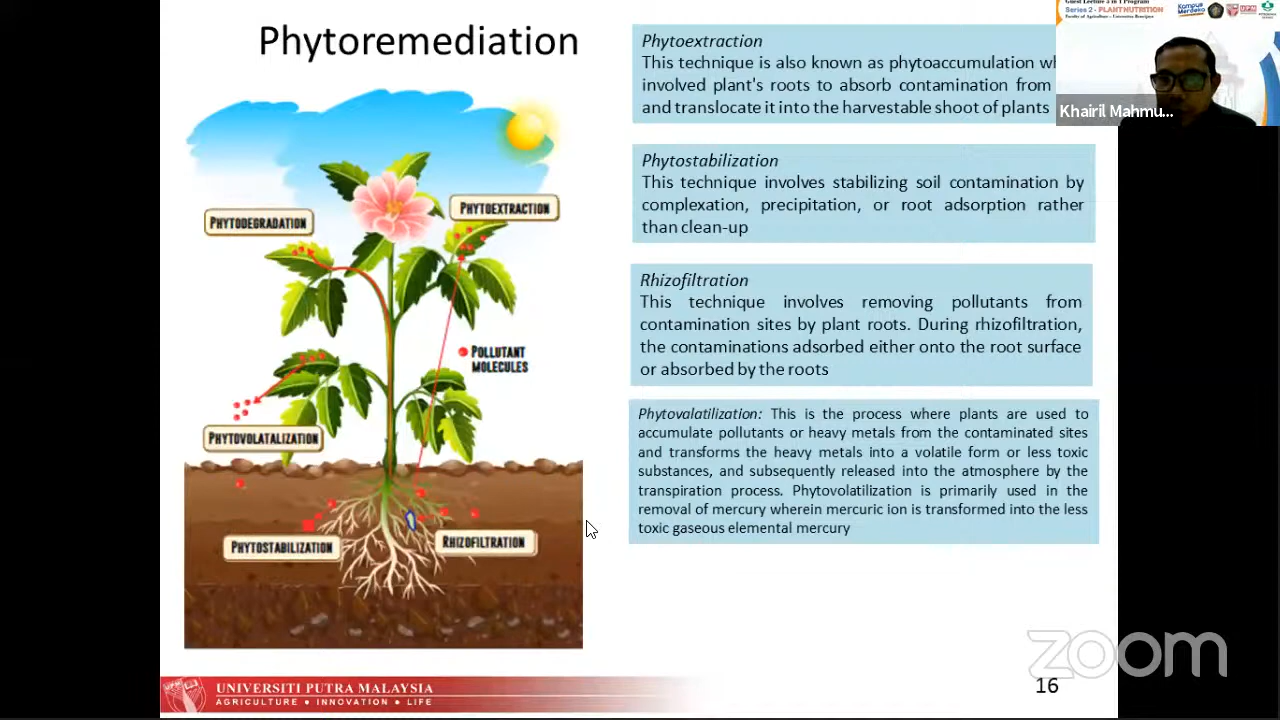 Phytoremediation
Phytoextraction
This technique is also known as phytoaccumulation
involved plant's roots to absorb contamination from
and translocate it into the harvestable shoot of plants
Phytostabilization
This technique involves stabilizing soil contamination by
complexation, precipitation, or root adsorption rather
than clean-up
Rhizofiltration
This technique involves removing pollutants from
contamination sites by plant roots. During rhizofiltration,
the contaminations adsorbed either onto the root surface
or absorbed by the roots
Phytovalatilization: This is the process where plants are used to
accumulate pollutants or heavy metals from the contaminated sites
and transforms the heavy metals into a volatile form or less toxic
substances, and subsequently released into the atmosphere by the
transpiration process. Phytovolatilization is primarily used in the
removal of mercury wherein mercuric ion is transformed into the less
toxic gaseous elemental mercury
PHYTODEGRADATION
PHYTOEXTRACTION
POLLUTANT
MOLECULES
PHYTOVOLATALIZATION
PHYTOSTABILIZATION
RHIZOFILTRATION
UNIVERSITI PUTRA MALAYSIA
AGRICULTURE • INNOVATION • LIFE
16
zoom
Series 2 - PLANT NUTRITION
Kampus
Merdeka
UPM
Khairil Mahmu...